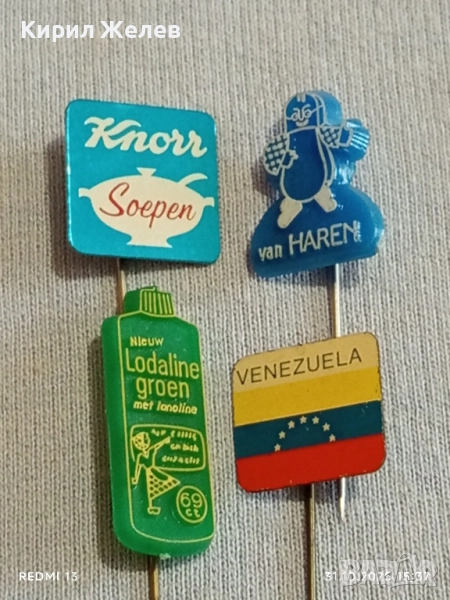 Кирил Желев
Knorr
Soepen
van HAREN
Nieuw
Lodaline
groen
met lanoline
69
ct
VENEZUELA
REDMI 13